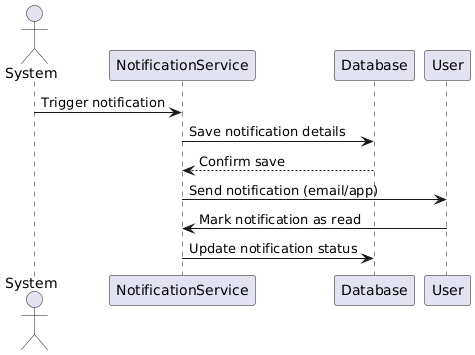 System
NotificationService
Database
User
Trigger notification
Save notification details
Confirm save
Send notification (email/app)
Mark notification as read
Update notification status
System
NotificationService
Database
User